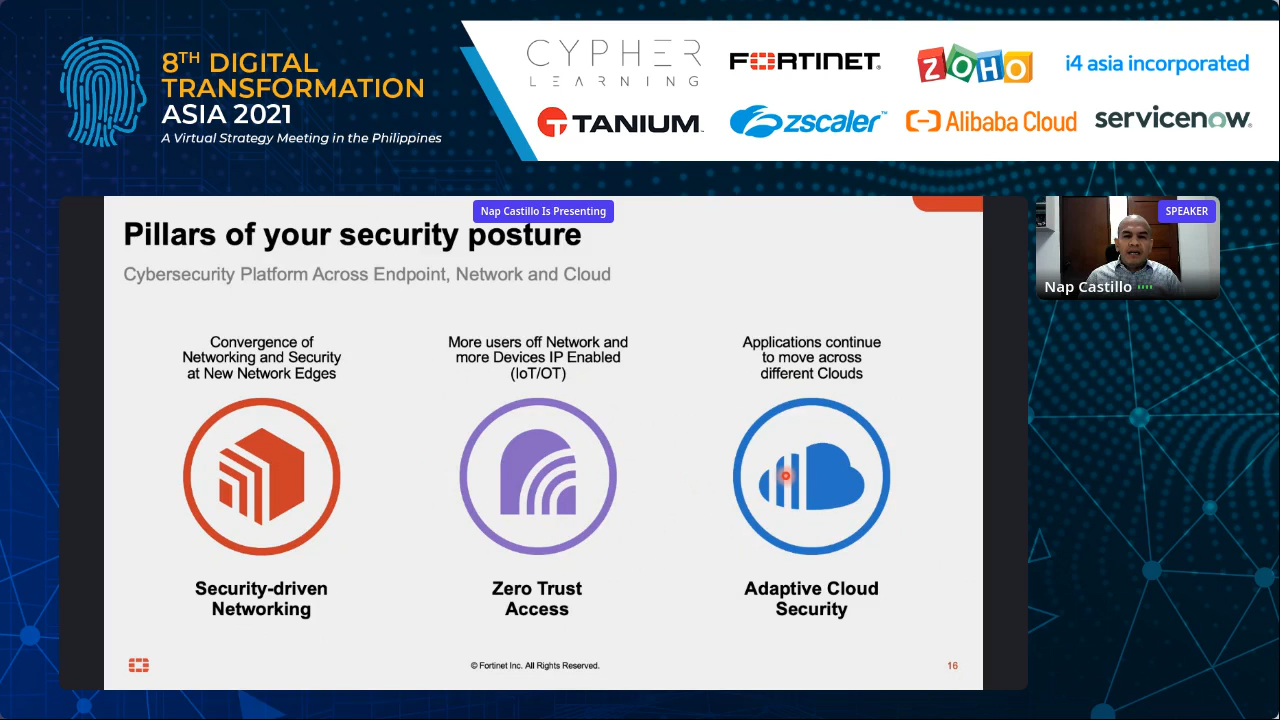 8TH DIGITAL
TRANSFORMATION
ASIA 2021
A Virtual Strategy Meeting in the Philippines
CYPHER
LEARNING
FORTINET®
ZOHO
i4 asia incorporated
TANIUM
zscaler™
Alibaba Cloud
servicenow®
Nap Castillo Is Presenting
Pillars of your security posture
Cybersecurity Platform Across Endpoint, Network and Cloud
Convergence of
Networking and Security
at New Network Edges
More users off Network and
more Devices IP Enabled
(IoT/OT)
Applications continue
to move across
different Clouds
Security-driven
Networking
Zero Trust
Access
Adaptive Cloud
Security
© Fortinet Inc. All Rights Reserved.
16
SPEAKER
Nap Castillo